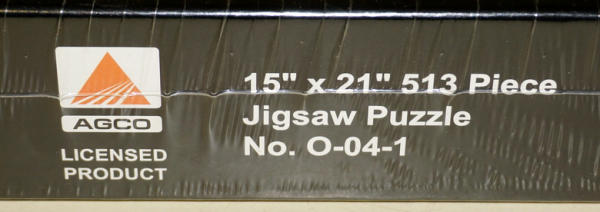 AGCO
LICENSED
PRODUCT
15" x 21" 513 Piece
Jigsaw Puzzle
No. O-04-1